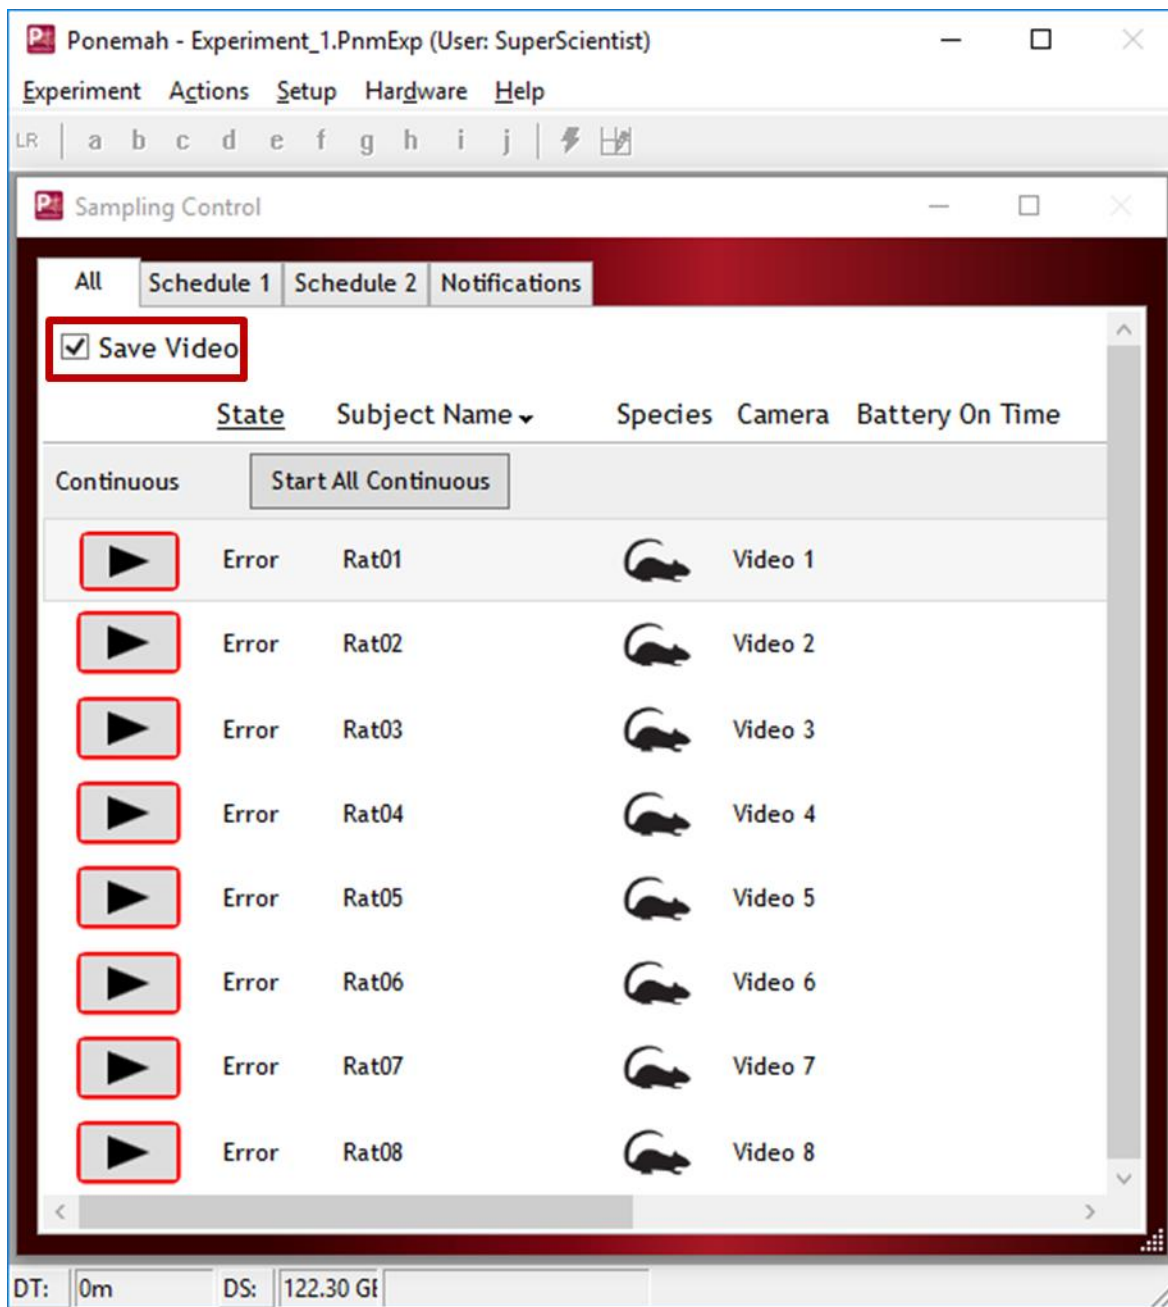 Ponemah - Experiment_1.PnmExp (User: SuperScientist)
Experiment Actions Setup Hardware Help
LR a b c d e f g h i j
Sampling Control
All Schedule 1 Schedule 2 Notifications
Save Video
State Subject Name Species Camera Battery On Time
Continuous Start All Continuous
Error Rat01 Video 1
Error Rat02 Video 2
Error Rat03 Video 3
Error Rat04 Video 4
Error Rat05 Video 5
Error Rat06 Video 6
Error Rat07 Video 7
Error Rat08 Video 8
DT: 0m DS: 122.30